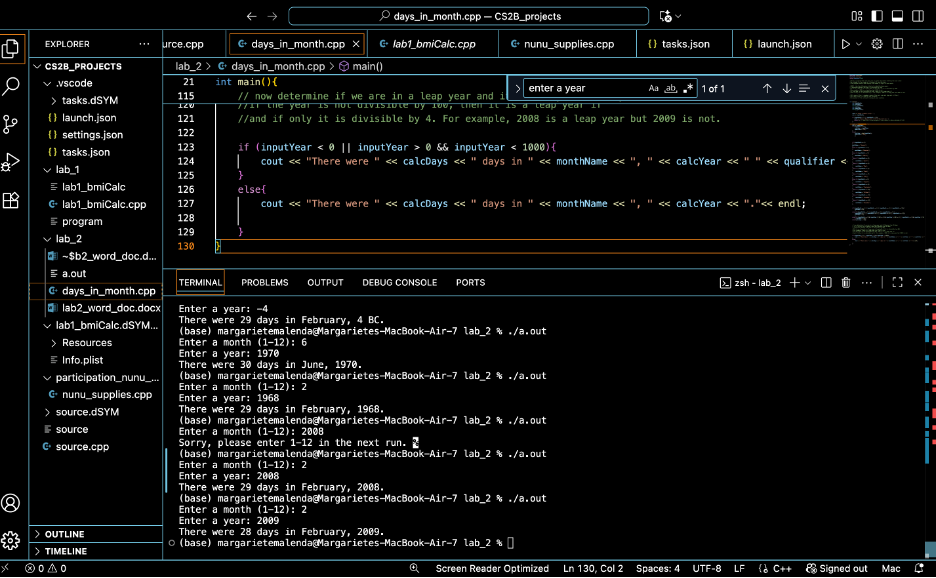 days_in_month.cpp — CS2B_projects
EXPLORER
urce.cpp
days_in_month.cpp
lab1_bmiCalc.cpp
nunu_supplies.cpp
{} tasks.json
{} launch.json
CS2B_PROJECTS
.vscode
tasks.dSYM
{} launch.json
{} settings.json
{} tasks.json
lab_1
lab1_bmiCalc
lab1_bmiCalc.cpp
program
lab_2
~$b2_word_doc.d...
a.out
days_in_month.cpp
lab2_word_doc.docx
lab1_bmiCalc.dSYM...
Resources
Info.plist
participation_nunu_...
nunu_supplies.cpp
source.dSYM
source
source.cpp
OUTLINE
TIMELINE
lab_2 > days_in_month.cpp > main()
enter a year Aa ab .* 1 of 1
21 int main(){
115 // now determine if we are in a leap year and i
120 //if the year is not divisible by 100, then it is a leap year if
121 //and if only it is divisible by 4. For example, 2008 is a leap year but 2009 is not.
122
123 if (inputYear < 0 || inputYear > 0 && inputYear < 1000){
124 cout << "There were " << calcDays << " days in " << monthName << ", " << calcYear << " " << qualifier <
125 }
126 else{
127 cout << "There were " << calcDays << " days in " << monthName << ", " << calcYear << "."<< endl;
128
129 }
130 }
TERMINAL PROBLEMS OUTPUT DEBUG CONSOLE PORTS
zsh - lab_2
Enter a year: -4
There were 29 days in February, 4 BC.
(base) margarietemalenda@Margarietes-MacBook-Air-7 lab_2 % ./a.out
Enter a month (1-12): 6
Enter a year: 1970
There were 30 days in June, 1970.
(base) margarietemalenda@Margarietes-MacBook-Air-7 lab_2 % ./a.out
Enter a month (1-12): 2
Enter a year: 1968
There were 29 days in February, 1968.
(base) margarietemalenda@Margarietes-MacBook-Air-7 lab_2 % ./a.out
Enter a month (1-12): 2008
Sorry, please enter 1-12 in the next run. %
(base) margarietemalenda@Margarietes-MacBook-Air-7 lab_2 % ./a.out
Enter a month (1-12): 2
Enter a year: 2008
There were 29 days in February, 2008.
(base) margarietemalenda@Margarietes-MacBook-Air-7 lab_2 % ./a.out
Enter a month (1-12): 2
Enter a year: 2009
There were 28 days in February, 2009.
(base) margarietemalenda@Margarietes-MacBook-Air-7 lab_2 %
0 0
Screen Reader Optimized Ln 130, Col 2 Spaces: 4 UTF-8 LF {} C++ Signed out Mac